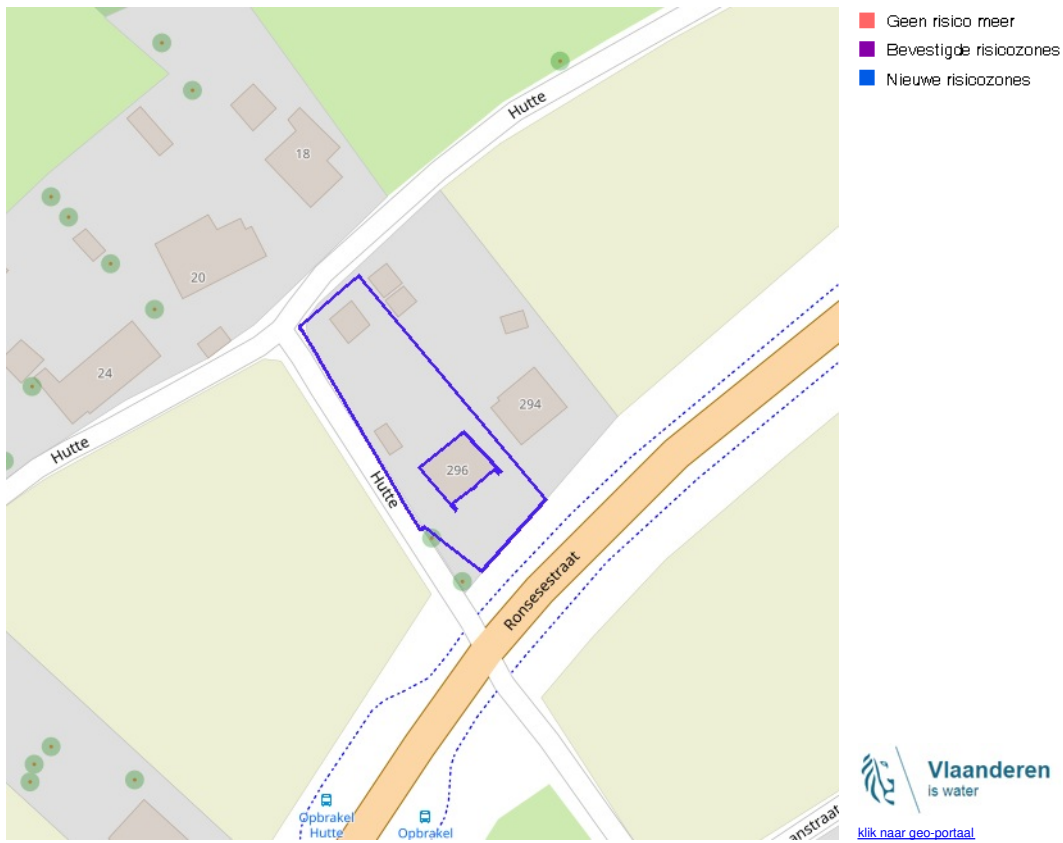 Geen risico meer
Bevestigde risicozones
Nieuwe risicozones
Hutte
18
20
24
Hutte
294
296
Hutte
Ronsesestraat
Opbrakel
Hutte
Opbrakel
anstraat
Vlaanderen
is water
klik naar geo-portaal